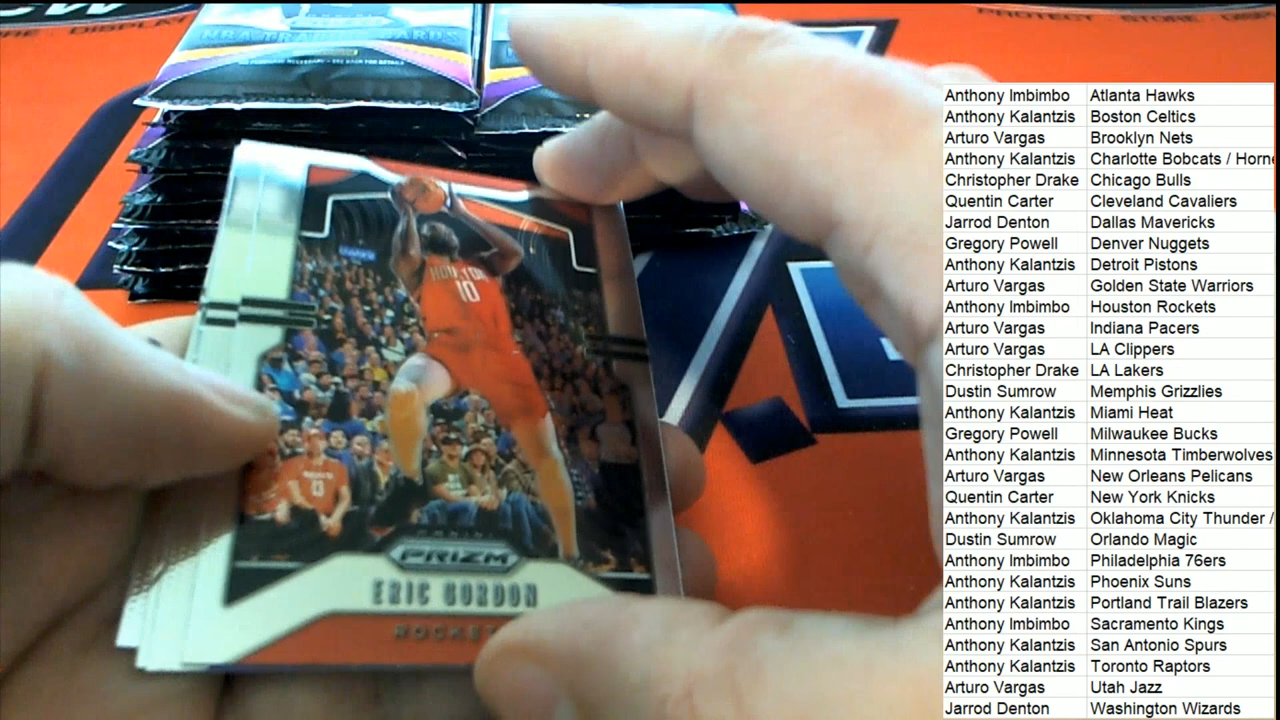 PROTECT STORE
NBA TRADING CARDS
HOUSTON
10
PRIZM
ERIC GORDON
ROCKET
Anthony Imbimbo Atlanta Hawks
Anthony Kalantzis Boston Celtics
Arturo Vargas Brooklyn Nets
Anthony Kalantzis Charlotte Bobcats / Horne
Christopher Drake Chicago Bulls
Quentin Carter Cleveland Cavaliers
Jarrod Denton Dallas Mavericks
Gregory Powell Denver Nuggets
Anthony Kalantzis Detroit Pistons
Arturo Vargas Golden State Warriors
Anthony Imbimbo Houston Rockets
Arturo Vargas Indiana Pacers
Arturo Vargas LA Clippers
Christopher Drake LA Lakers
Dustin Sumrow Memphis Grizzlies
Anthony Kalantzis Miami Heat
Gregory Powell Milwaukee Bucks
Anthony Kalantzis Minnesota Timberwolves
Arturo Vargas New Orleans Pelicans
Quentin Carter New York Knicks
Anthony Kalantzis Oklahoma City Thunder /
Dustin Sumrow Orlando Magic
Anthony Imbimbo Philadelphia 76ers
Anthony Kalantzis Phoenix Suns
Anthony Kalantzis Portland Trail Blazers
Anthony Imbimbo Sacramento Kings
Anthony Kalantzis San Antonio Spurs
Anthony Kalantzis Toronto Raptors
Arturo Vargas Utah Jazz
Jarrod Denton Washington Wizards